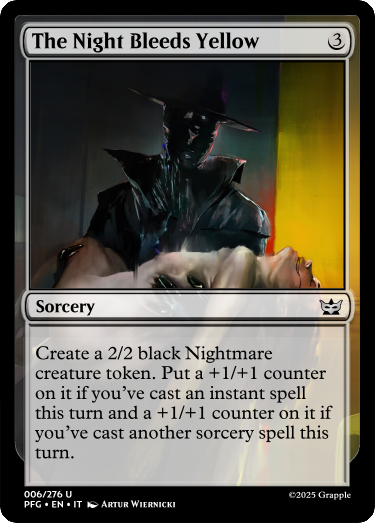 The Night Bleeds Yellow 3
Sorcery
Create a 2/2 black Nightmare
creature token. Put a +1/+1 counter
on it if you've cast an instant spell
this turn and a +1/+1 counter on it if
you've cast another sorcery spell this
turn.
006/276 U
PFG • EN • IT Artur Wiernicki
©2025 Grapple